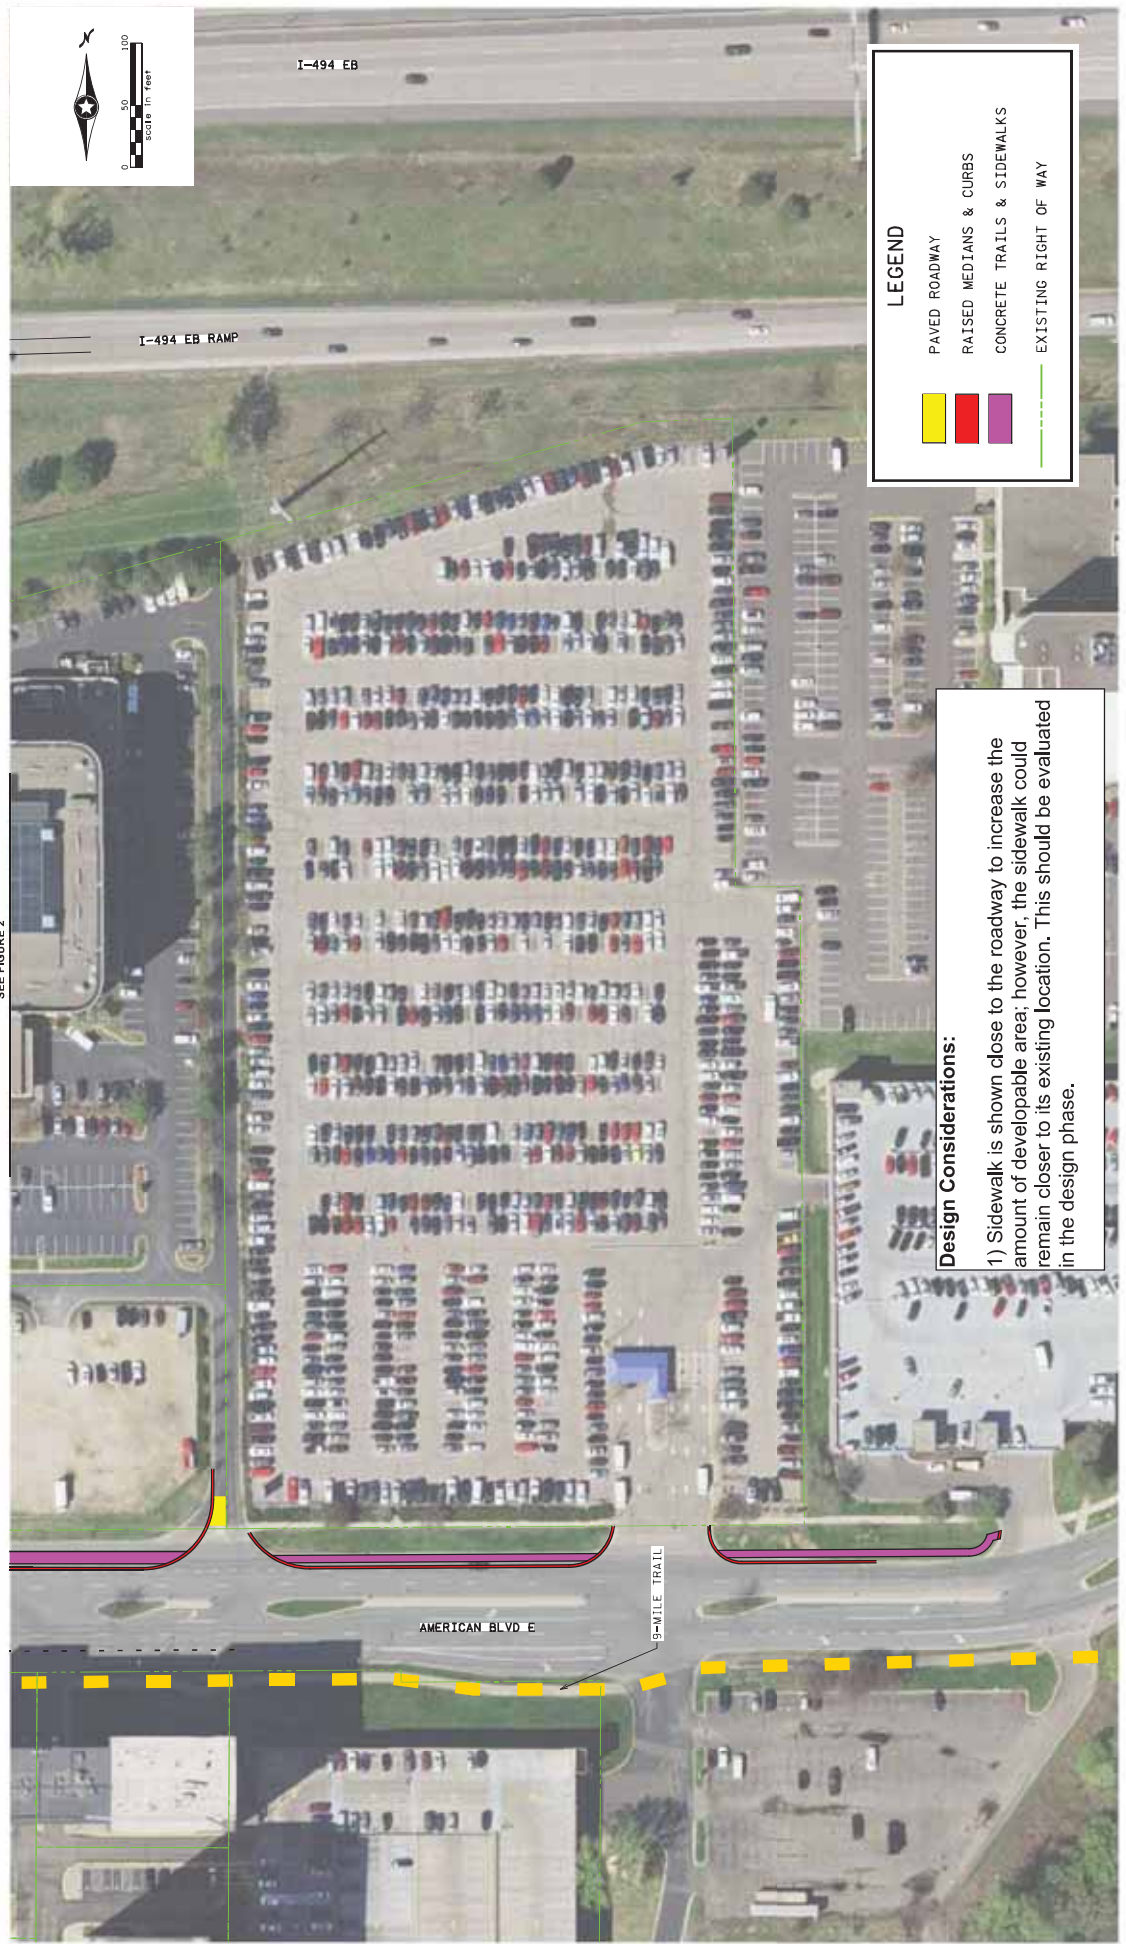 SEE FIGURE 2
N
0 50 100
scale in feet
I-494 EB
I-494 EB RAMP
LEGEND
PAVED ROADWAY
RAISED MEDIANS & CURBS
CONCRETE TRAILS & SIDEWALKS
EXISTING RIGHT OF WAY
Design Considerations:
1) Sidewalk is shown close to the roadway to increase the
amount of developable area; however, the sidewalk could
remain closer to its existing location. This should be evaluated
in the design phase.
AMERICAN BLVD E
9-MILE TRAIL